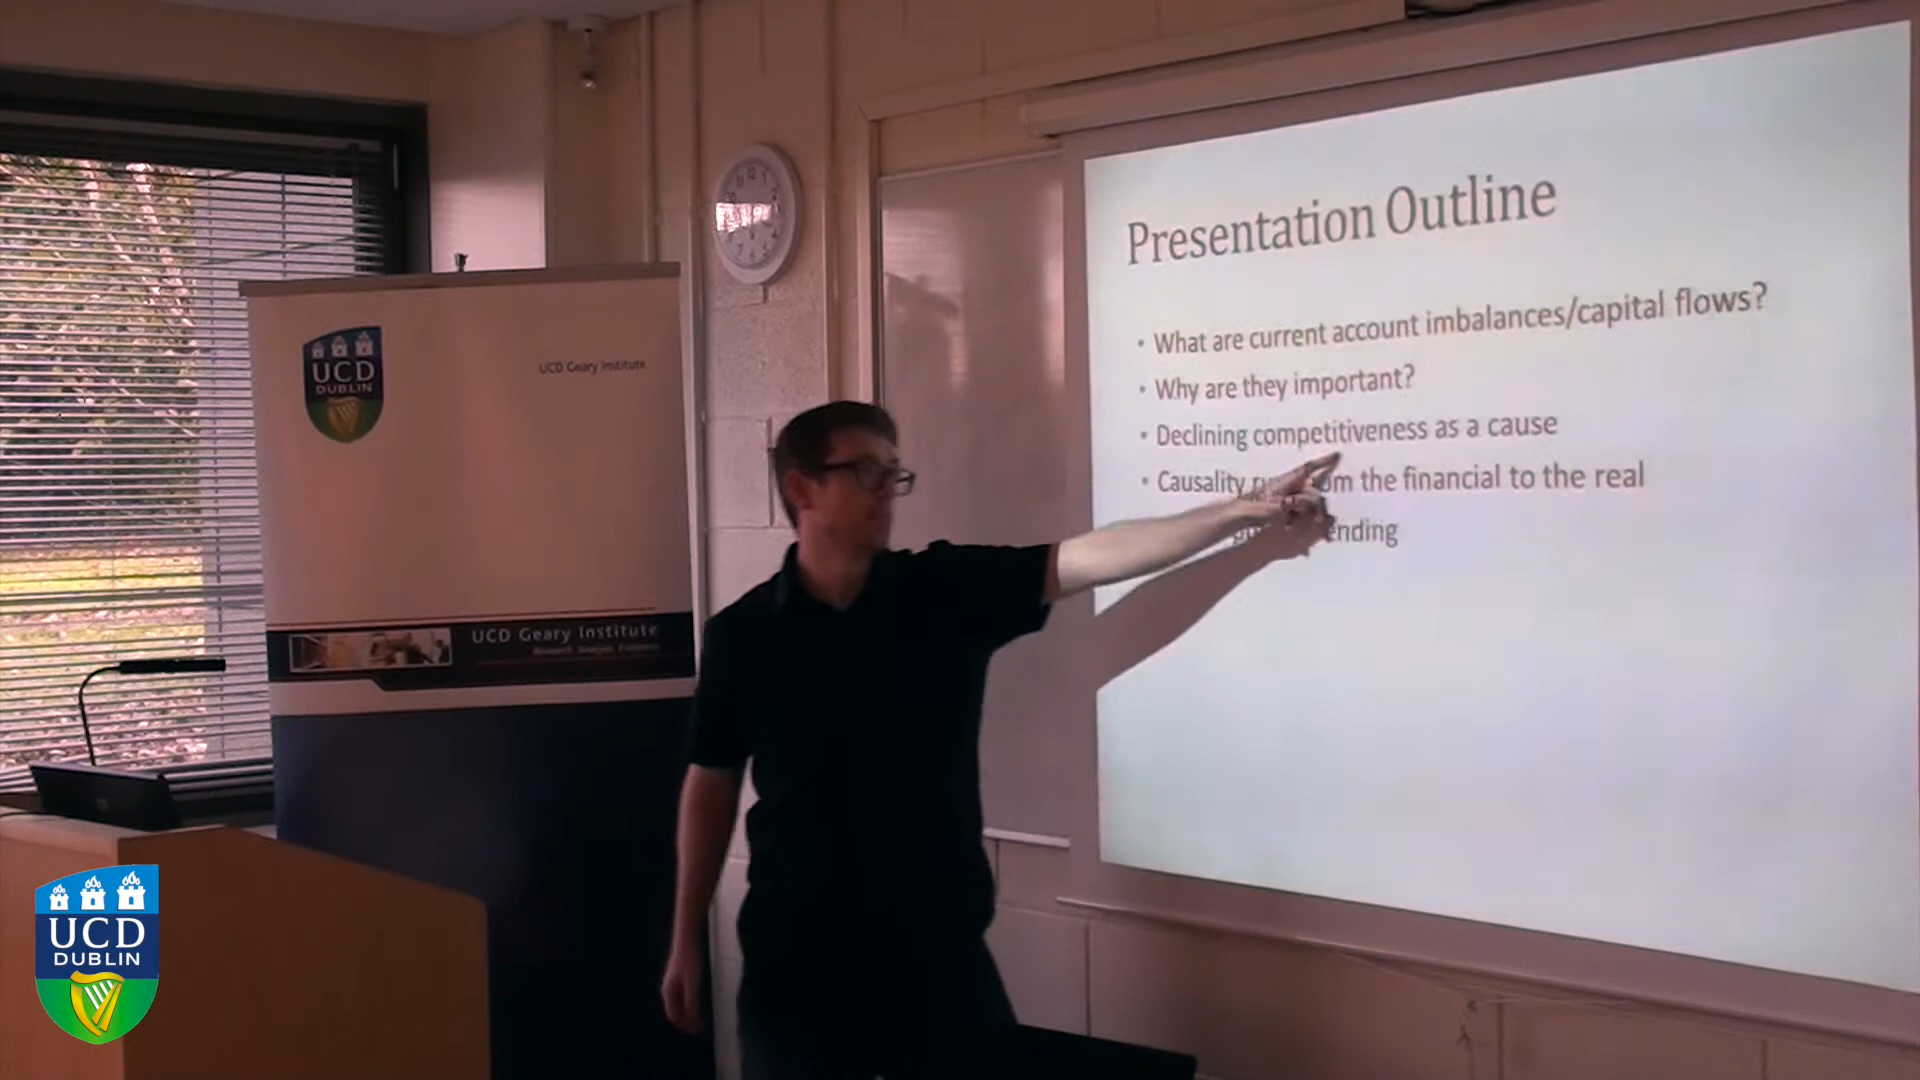 Presentation Outline
• What are current account imbalances/capital flows?
• Why are they important?
• Declining competitiveness as a cause
• Causality the financial to the real
UCD
DUBLIN
UCD Geary Institute
UCD Geary Institute
UCD
DUBLIN